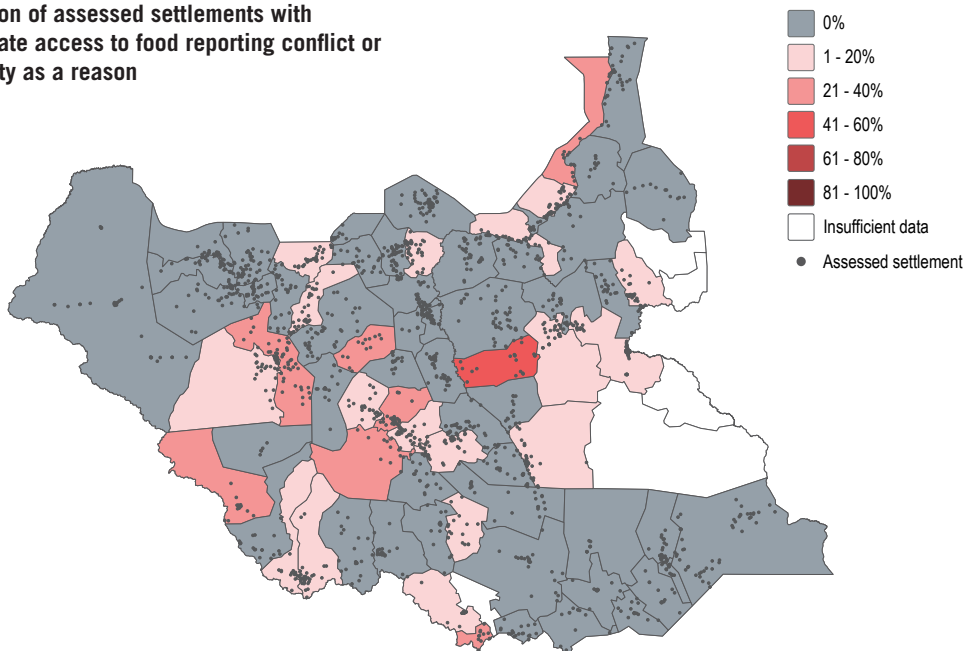 on of assessed settlements with
ate access to food reporting conflict or
ty as a reason
0%
1 - 20%
21 - 40%
41 - 60%
61 - 80%
81 - 100%
Insufficient data
Assessed settlement